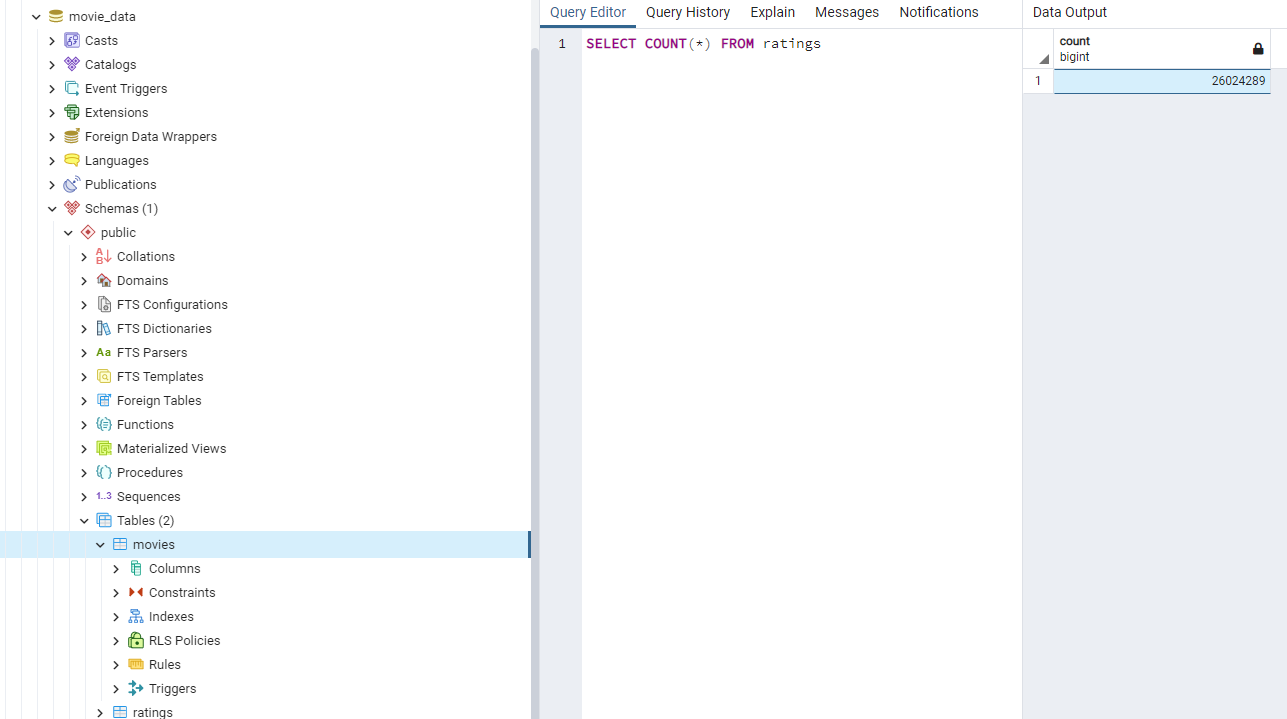 movie_data
Casts
Catalogs
Event Triggers
Extensions
Foreign Data Wrappers
Languages
Publications
Schemas (1)
public
Collations
Domains
FTS Configurations
FTS Dictionaries
Aa FTS Parsers
FTS Templates
Foreign Tables
Functions
Materialized Views
Procedures
1..3 Sequences
Tables (2)
movies
Columns
Constraints
Indexes
RLS Policies
Rules
Triggers
ratings
Query Editor Query History Explain Messages Notifications
1 SELECT COUNT(*) FROM ratings
Data Output
count
bigint
1 26024289